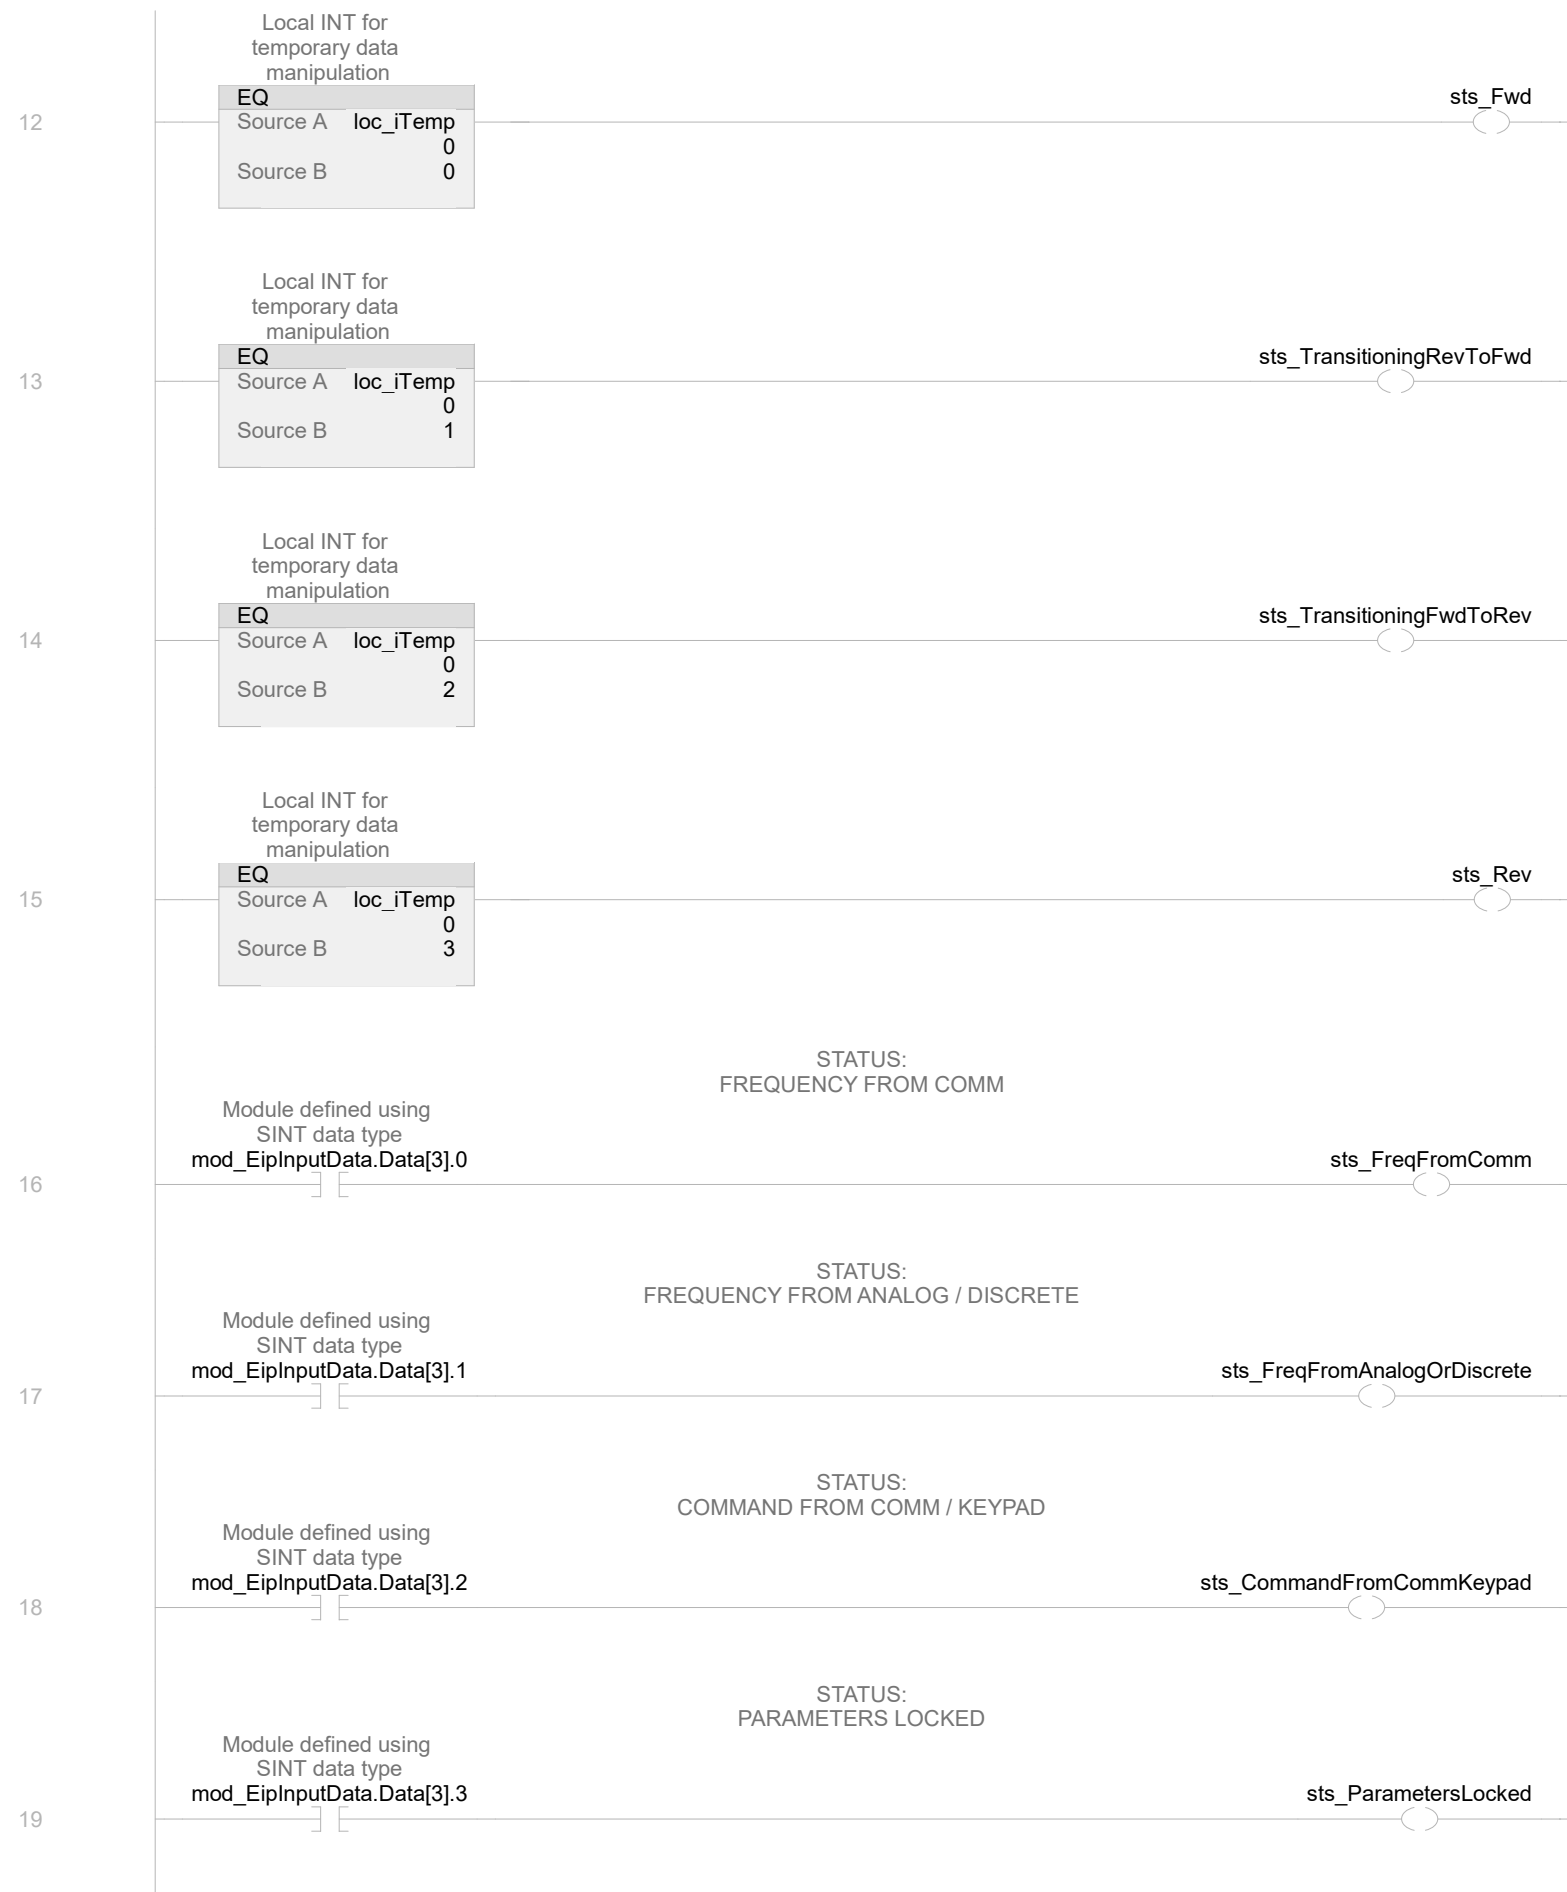 Local INT for
temporary data
manipulation
EQ
sts_Fwd
12
Source A loc_iTemp
0
Source B 0
Local INT for
temporary data
manipulation
EQ
sts_TransitioningRevToFwd
13
Source A loc_iTemp
0
Source B 1
Local INT for
temporary data
manipulation
EQ
sts_TransitioningFwdToRev
14
Source A loc_iTemp
0
Source B 2
Local INT for
temporary data
manipulation
EQ
sts_Rev
15
Source A loc_iTemp
0
Source B 3
STATUS:
FREQUENCY FROM COMM
Module defined using
SINT data type
mod_EipInputData.Data[3].0
sts_FreqFromComm
16
STATUS:
FREQUENCY FROM ANALOG / DISCRETE
Module defined using
SINT data type
mod_EipInputData.Data[3].1
sts_FreqFromAnalogOrDiscrete
17
STATUS:
COMMAND FROM COMM / KEYPAD
Module defined using
SINT data type
mod_EipInputData.Data[3].2
sts_CommandFromCommKeypad
18
STATUS:
PARAMETERS LOCKED
Module defined using
SINT data type
mod_EipInputData.Data[3].3
sts_ParametersLocked
19